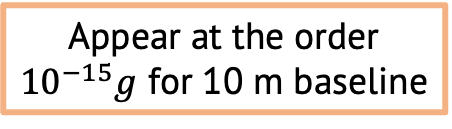 Appear at the order
10⁻¹⁵g for 10 m baseline